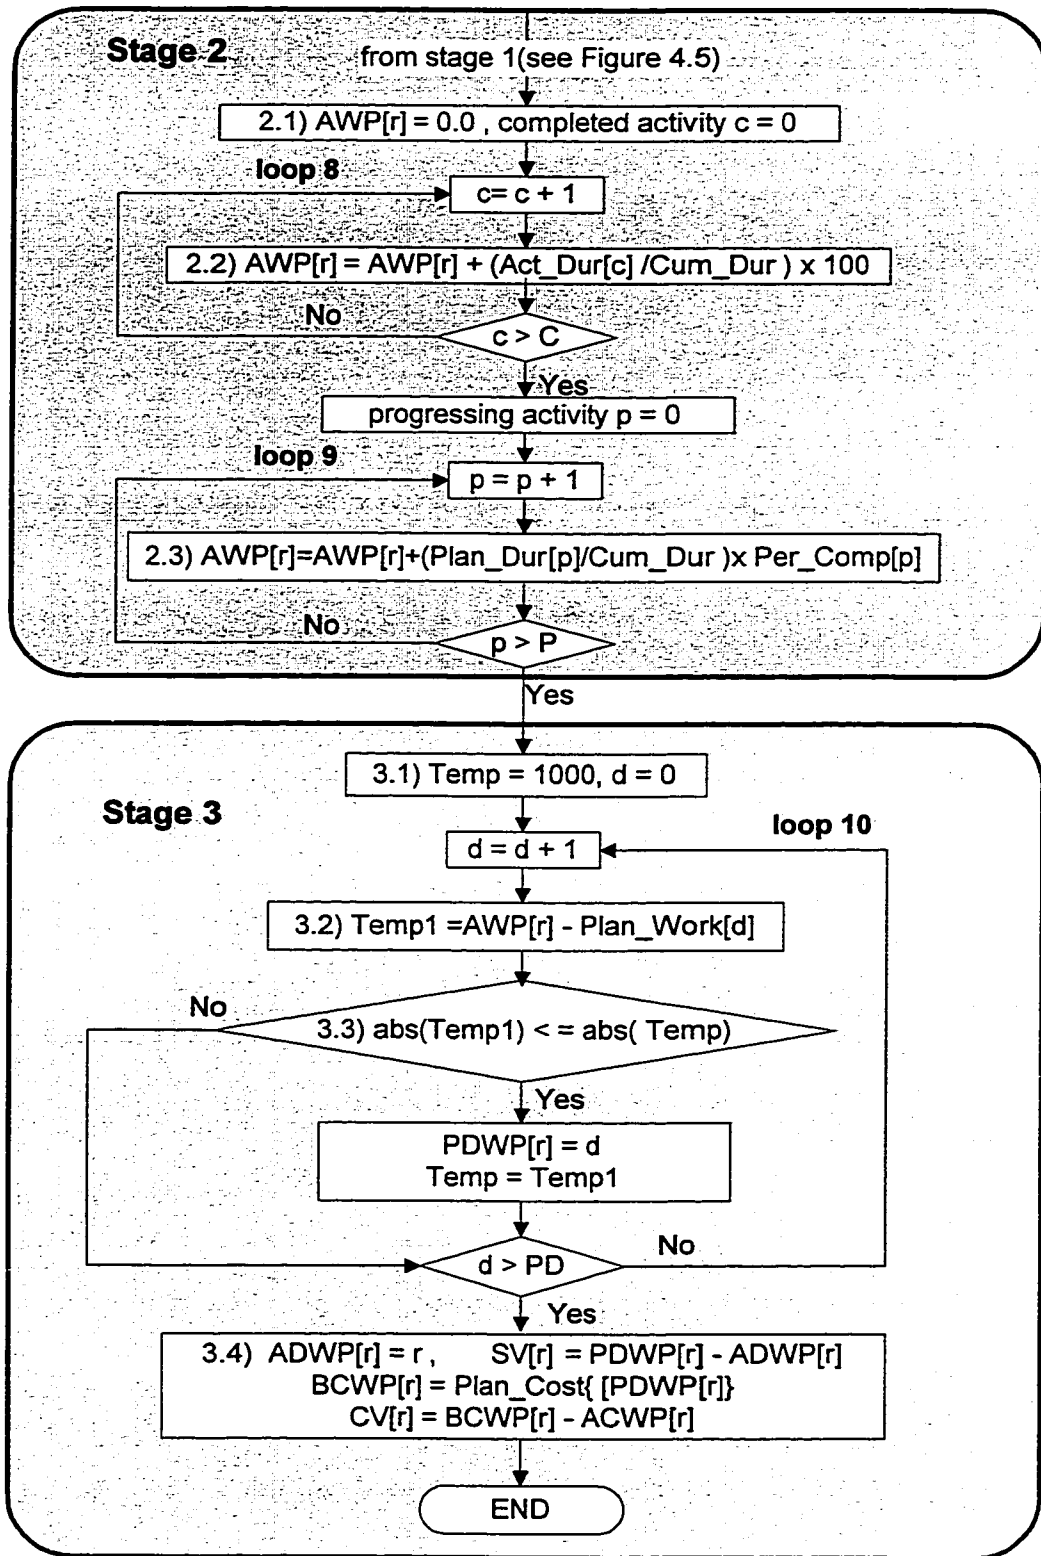 Stage 2
from stage 1(see Figure 4.5)
2.1) AWP[r] = 0.0 , completed activity c = 0
loop 8
c= c + 1
2.2) AWP[r] = AWP[r] + (Act_Dur[c] /Cum_Dur ) x 100
No
c > C
Yes
progressing activity p = 0
loop 9
p = p + 1
2.3) AWP[r]=AWP[r]+(Plan_Dur[p]/Cum_Dur )x Per_Comp[p]
No
p > P
Yes
3.1) Temp = 1000, d = 0
Stage 3
loop 10
d = d + 1
3.2) Temp1 =AWP[r] - Plan_Work[d]
No
3.3) abs(Temp1) < = abs( Temp)
Yes
PDWP[r] = d
Temp = Temp1
d > PD
No
Yes
3.4) ADWP[r] = r , SV[r] = PDWP[r] - ADWP[r]
BCWP[r] = Plan_Cost{ [PDWP[r]}
CV[r] = BCWP[r] - ACWP[r]
END